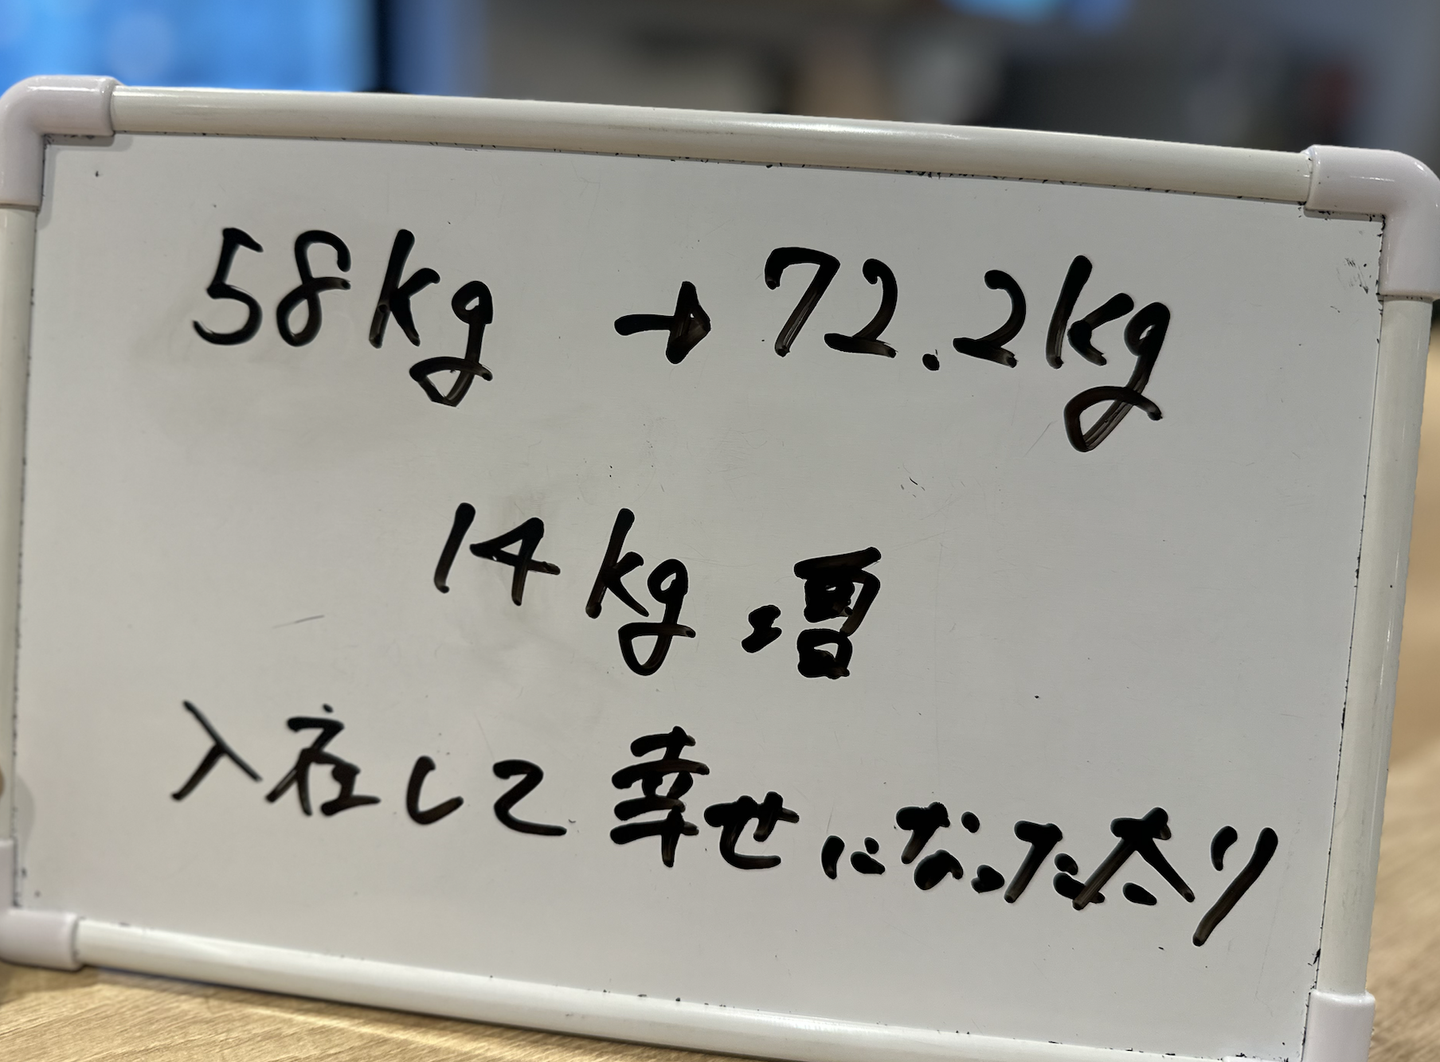 58kg → 72.2kg
14kg増
入社して幸せになった太り